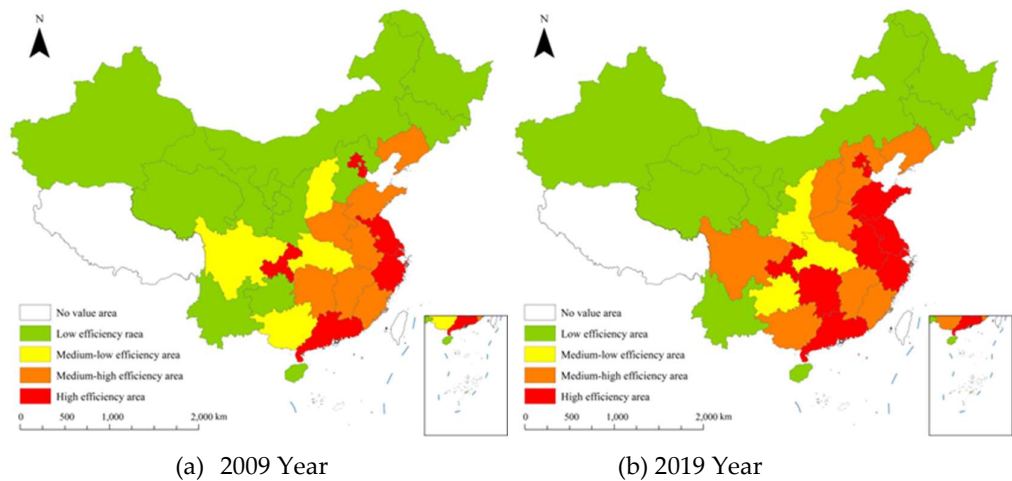 N
No value area
Low efficiency raea
Medium-low efficiency area
Medium-high efficiency area
High efficiency area
0 500 1,000 2,000 km
(a) 2009 Year
N
No value area
Low efficiency area
Medium-low efficiency area
Medium-high efficiency area
High efficiency area
0 500 1,000 2,000 km
(b) 2019 Year